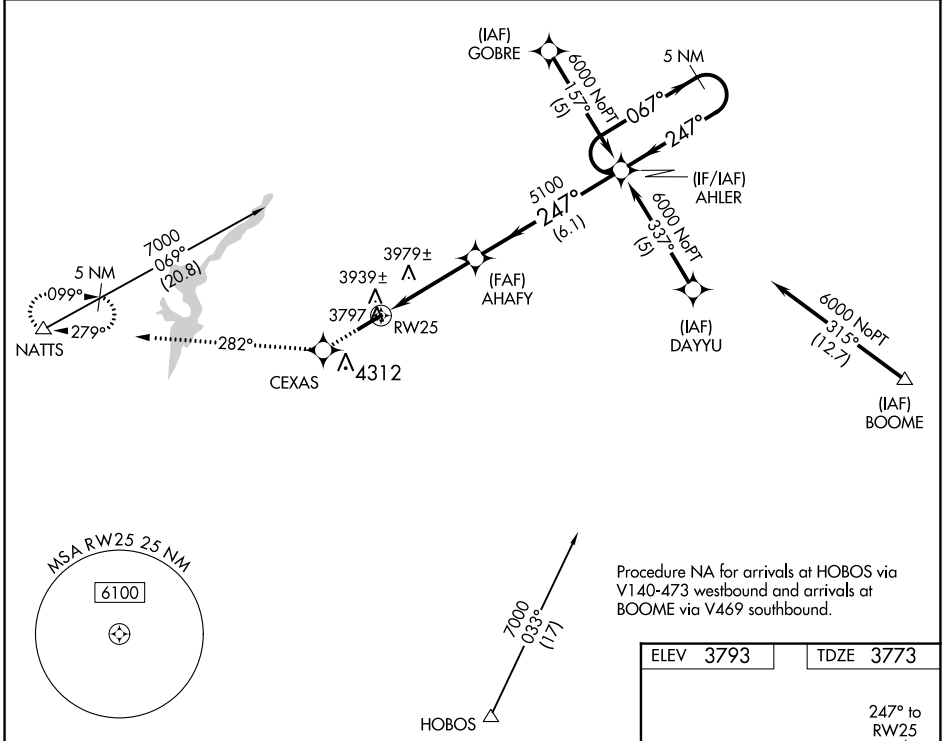 (IAF)
GOBRE
6000 NoPT
157°
(5)
5 NM
067°
247°
(IF/IAF)
AHLER
5100
247°
(6.1)
6000 NoPT
337°
(5)
(IAF)
DAYYU
7000
069°
(20.8)
5 NM
099°
279°
NATTS
3979±
3939±
3797
RW25
(FAF)
AHAFY
282°
CEXAS
4312
6000 NoPT
315°
(12.7)
(IAF)
BOOME
MSA RW25 25 NM
6100
7000
033°
(17)
HOBOS
Procedure NA for arrivals at HOBOS via
V140-473 westbound and arrivals at
BOOME via V469 southbound.
ELEV 3793
TDZE 3773
247° to
RW25